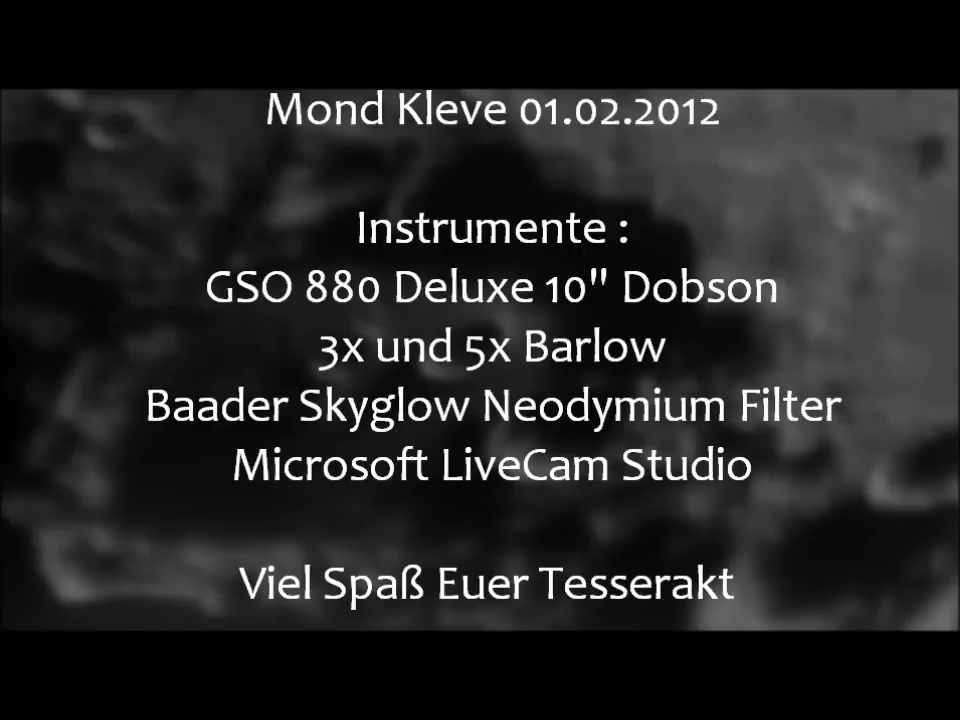 Mond Kleve 01.02.2012
Instrumente :
GSO 880 Deluxe 10" Dobson
3x und 5x Barlow
Baader Skyglow Neodymium Filter
Microsoft LiveCam Studio
Viel Spaß Euer Tesserakt